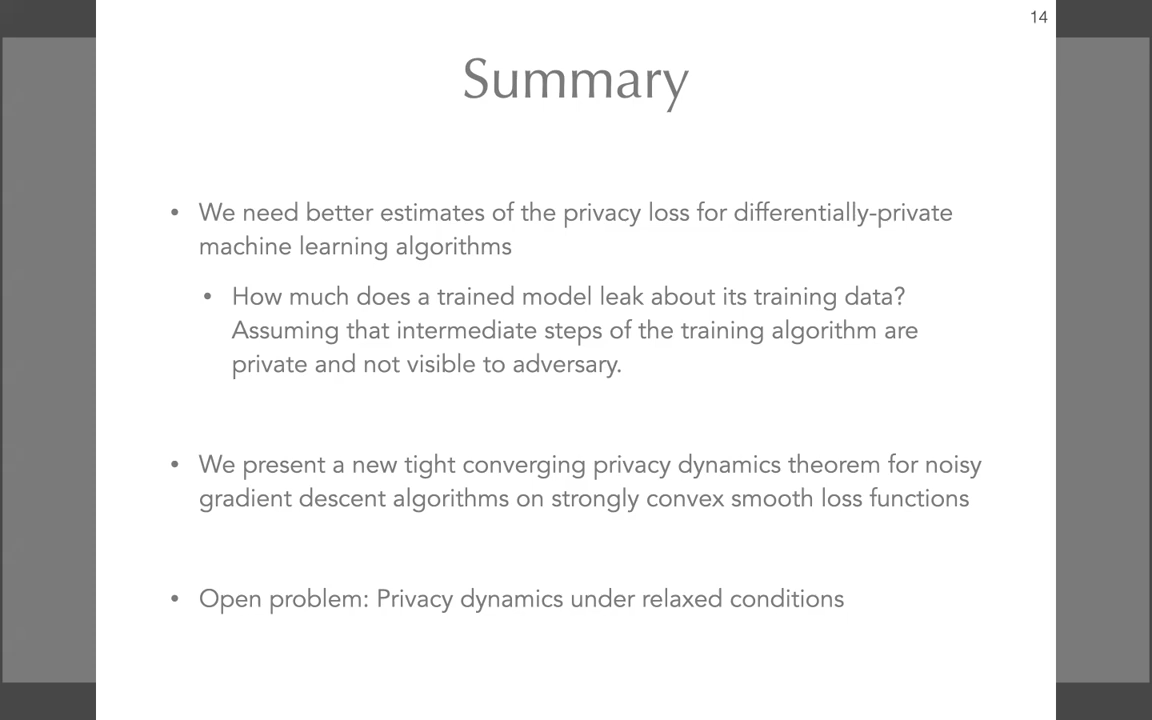 14
Summary
• We need better estimates of the privacy loss for differentially-private
machine learning algorithms
• How much does a trained model leak about its training data?
Assuming that intermediate steps of the training algorithm are
private and not visible to adversary.
• We present a new tight converging privacy dynamics theorem for noisy
gradient descent algorithms on strongly convex smooth loss functions
• Open problem: Privacy dynamics under relaxed conditions